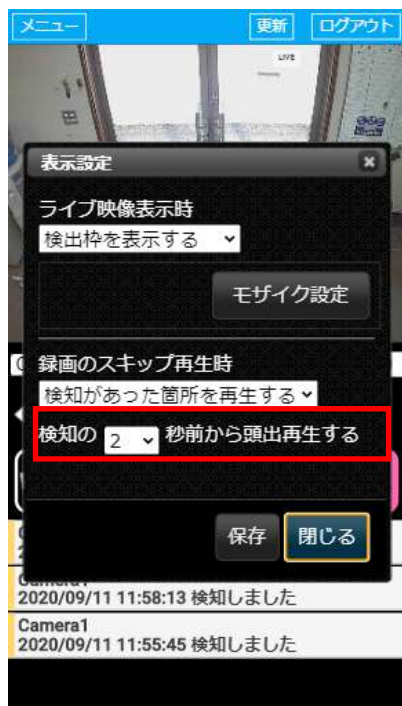 メニュー 更新 ログアウト
LIVE
表示設定
ライブ映像表示時
検出枠を表示する
モザイク設定
録画のスキップ再生時
検知があった箇所を再生する
検知の 2 秒前から頭出再生する
保存 閉じる
Camera1
2020/09/11 11:58:13 検知しました
Camera1
2020/09/11 11:55:45 検知しました